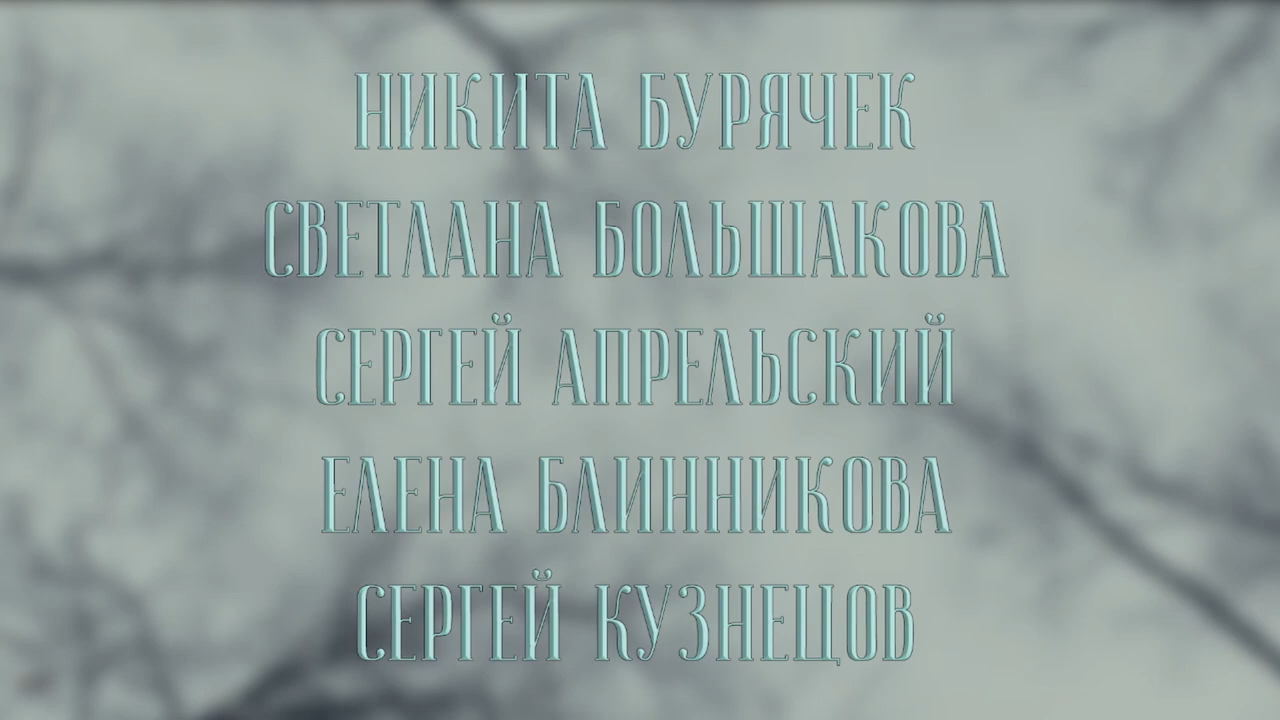 НИКИТА БУРЯЧЕК
СВЕТЛАНА БОЛЬШАКОВА
СЕРГЕЙ АПРЕЛЬСКИЙ
ЕЛЕНА БЛИННИКОВА
СЕРГЕЙ КУЗНЕЦОВ